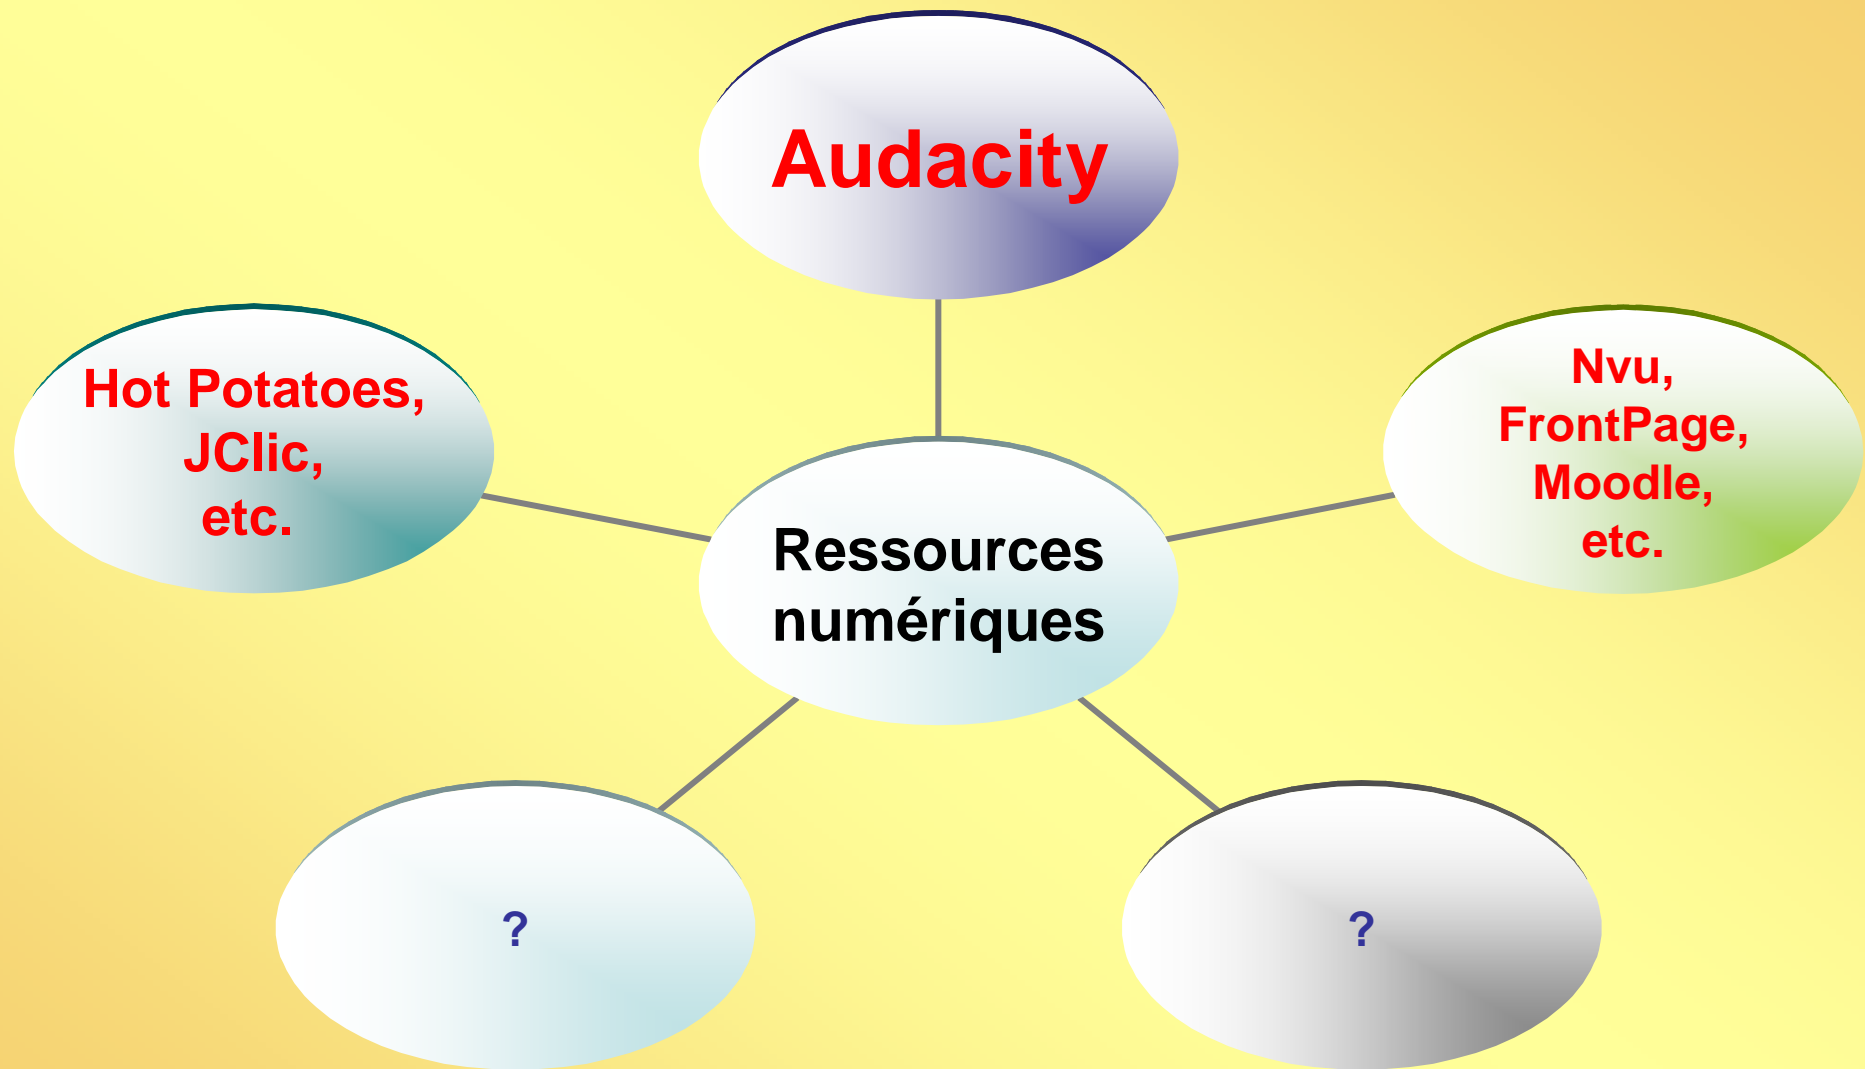 Audacity
Hot Potatoes,
JClic,
etc.
Nvu,
FrontPage,
Moodle,
etc.
Ressources
numériques
?
?